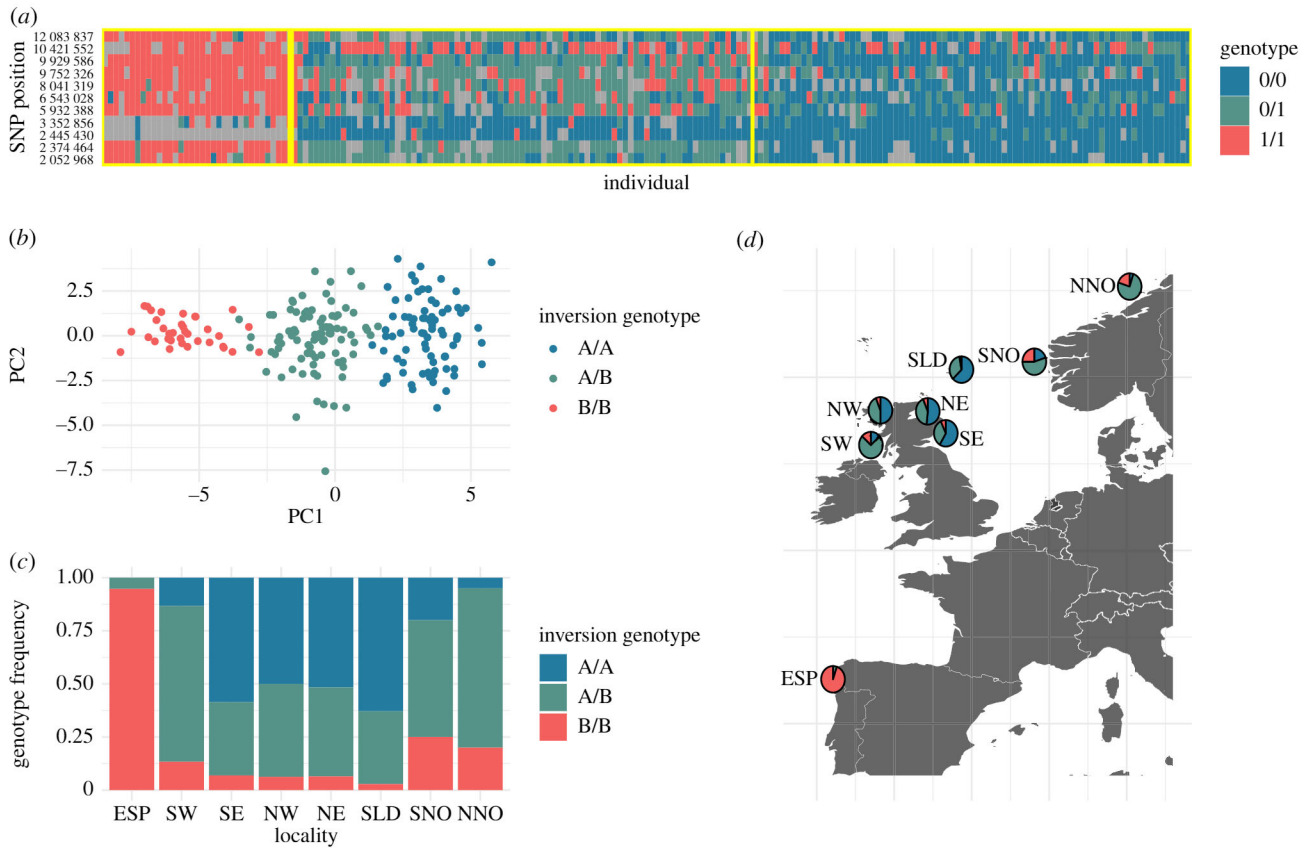 (a)
SNP position
12 083 837
10 421 552
9 929 586
9 752 326
8 041 319
6 543 028
5 932 388
3 352 856
2 445 430
2 374 464
2 052 968
individual
genotype
0/0
0/1
1/1
(b)
PC2
2.5
0.0
−2.5
−5.0
−7.5
−5
0
5
PC1
inversion genotype
A/A
A/B
B/B
(c)
genotype frequency
1.00
0.75
0.50
0.25
0
ESP SW SE NW NE SLD SNO NNO
locality
inversion genotype
A/A
A/B
B/B
(d)
NNO
SNO
SLD
NW
NE
SW
SE
ESP